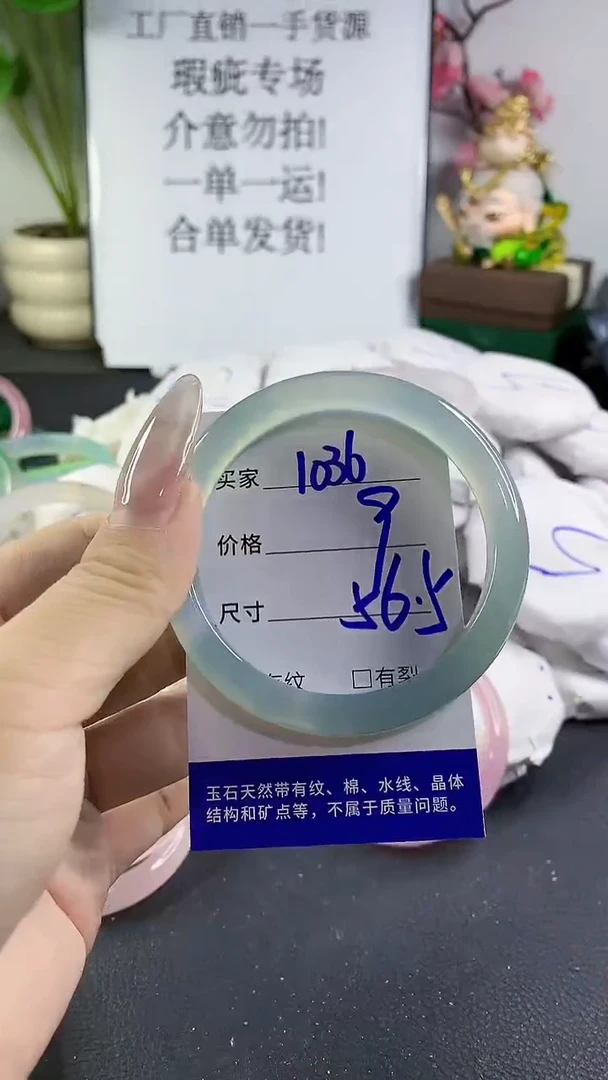 工厂直销一手货源
瑕疵专场
介意勿拍!
一单一运!
合单发货!
买家 1036
价格
尺寸 56.5
有纹 □有裂
玉石天然带有纹、棉、水线、晶体
结构和矿点等，不属于质量问题。